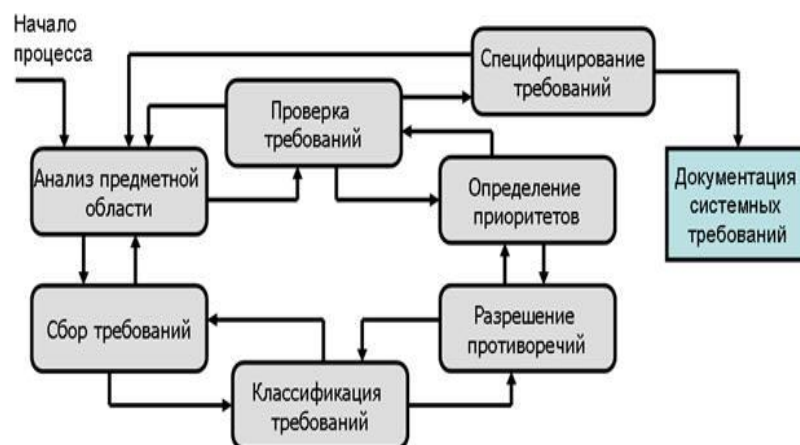 Начало
процесса
Спецификация
требований
Проверка
требований
Анализ предметной
области
Определение
приоритетов
Документация
системных
требований
Сбор требований
Разрешение
противоречий
Классификация
требований